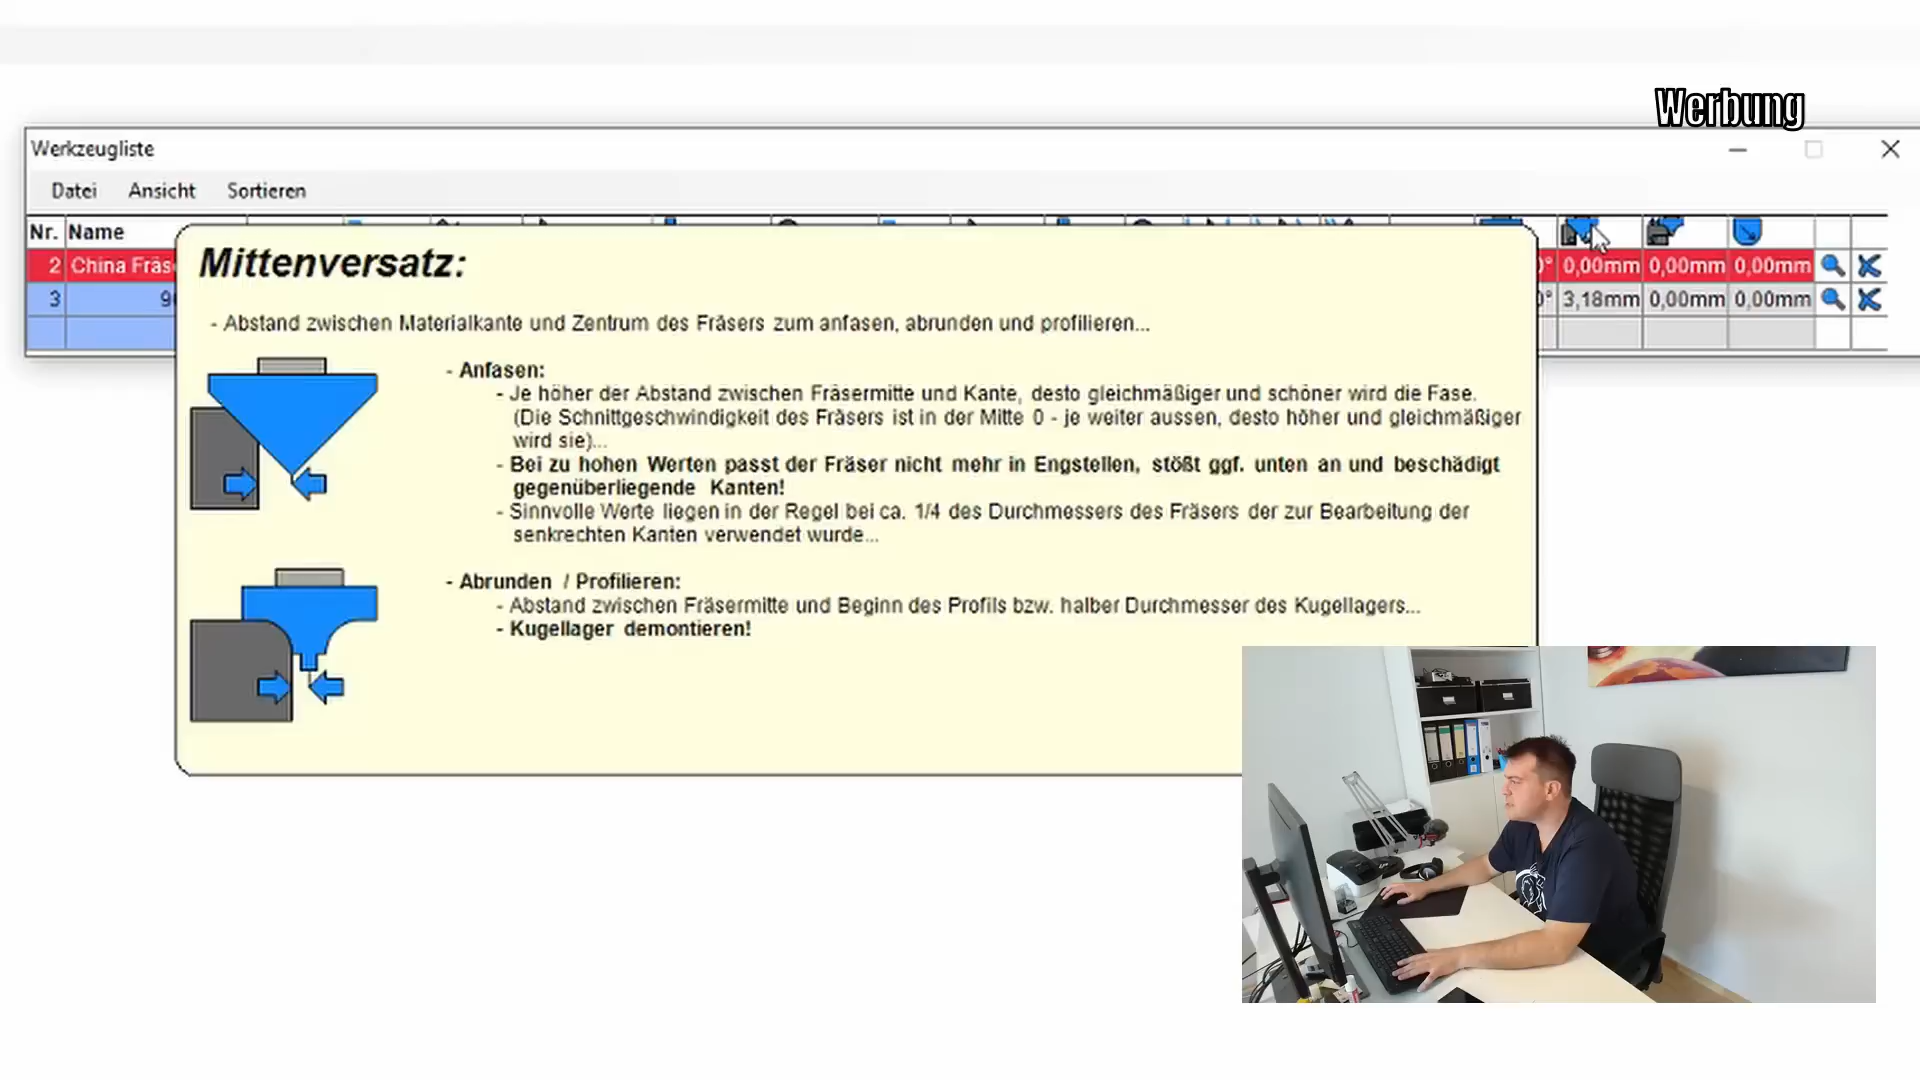 Werbung
Werkzeugliste
Datei Ansicht Sortieren
Nr. Name
2 China Fräs 0° 0,00mm 0,00mm 0,00mm
3 90 0° 3,18mm 0,00mm 0,00mm
Mittenversatz:
- Abstand zwischen Materialkante und Zentrum des Fräsers zum anfasen, abrunden und profilieren...
- Anfasen:
- Je höher der Abstand zwischen Fräsermitte und Kante, desto gleichmäßiger und schöner wird die Fase.
(Die Schnittgeschwindigkeit des Fräsers ist in der Mitte 0 - je weiter aussen, desto höher und gleichmäßiger
wird sie)...
- Bei zu hohen Werten passt der Fräser nicht mehr in Engstellen, stößt ggf. unten an und beschädigt
gegenüberliegende Kanten!
- Sinnvolle Werte liegen in der Regel bei ca. 1/4 des Durchmessers des Fräsers der zur Bearbeitung der
senkrechten Kanten verwendet wurde...
- Abrunden / Profilieren:
- Abstand zwischen Fräsermitte und Beginn des Profils bzw. halber Durchmesser des Kugellagers...
- Kugellager demontieren!